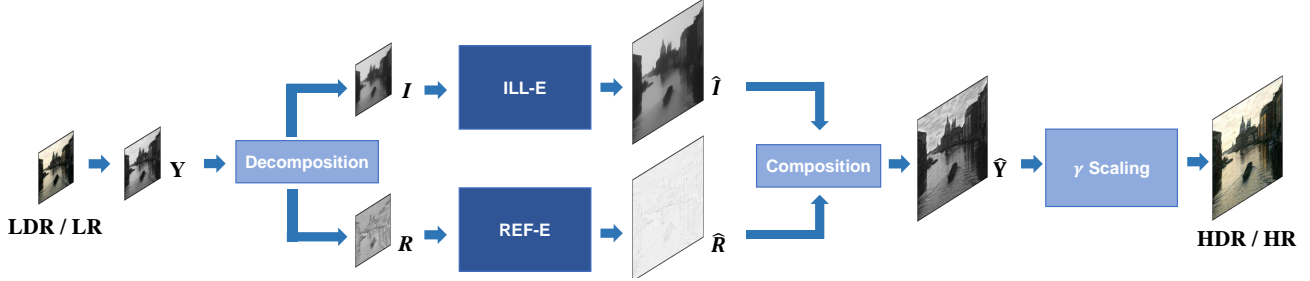 LDR / LR
Y
Decomposition
I
ILL-E
Î
R
REF-E
R̂
Composition
Ŷ
γ Scaling
HDR / HR